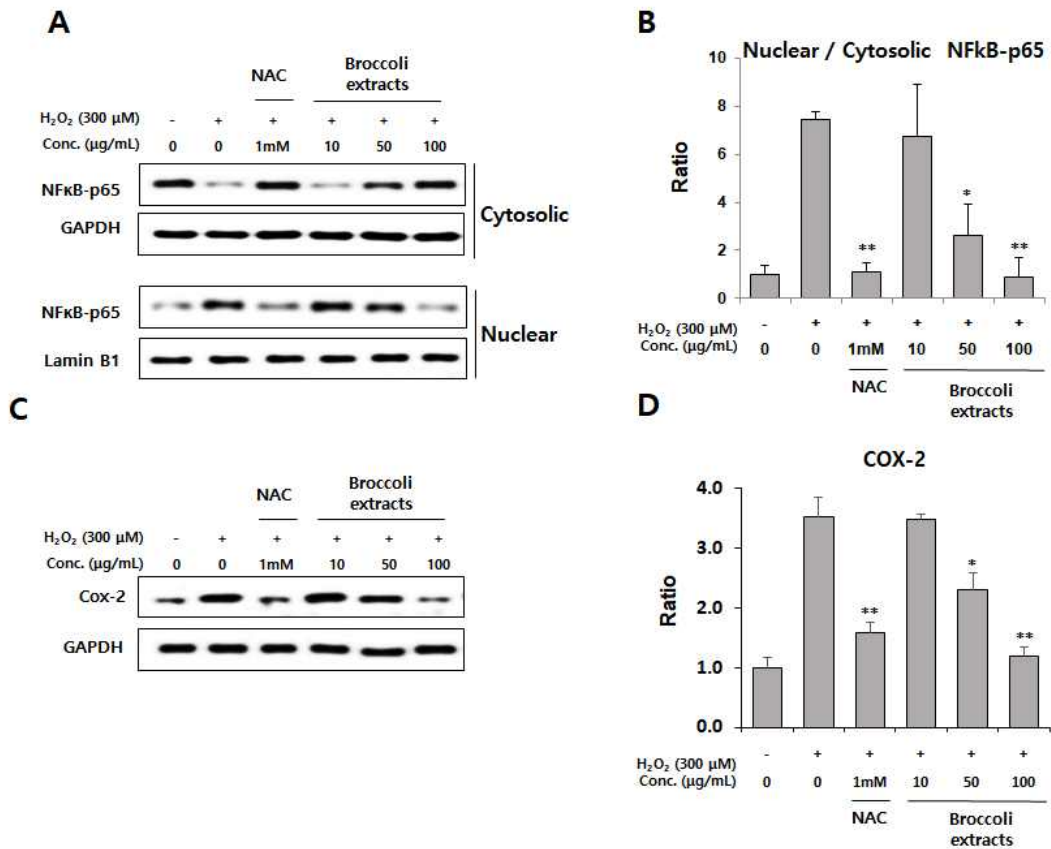 A
NAC
Broccoli
extracts
H₂O₂ (300 μM) - + + + + +
Conc. (μg/mL) 0 0 1mM 10 50 100
NFκB-p65
GAPDH
Cytosolic
NFκB-p65
Lamin B1
Nuclear
B
Nuclear / Cytosolic NFkB-p65
10
8
6
4
2
0
Ratio
** * **
H₂O₂ (300 μM) - + + + + +
Conc. (μg/mL) 0 0 1mM 10 50 100
NAC
Broccoli
extracts
C
NAC
Broccoli
extracts
H₂O₂ (300 μM) - + + + + +
Conc. (μg/mL) 0 0 1mM 10 50 100
Cox-2
GAPDH
D
COX-2
4.0
3.0
2.0
1.0
0.0
Ratio
** * **
H₂O₂ (300 μM) - + + + + +
Conc. (μg/mL) 0 0 1mM 10 50 100
NAC
Broccoli
extracts